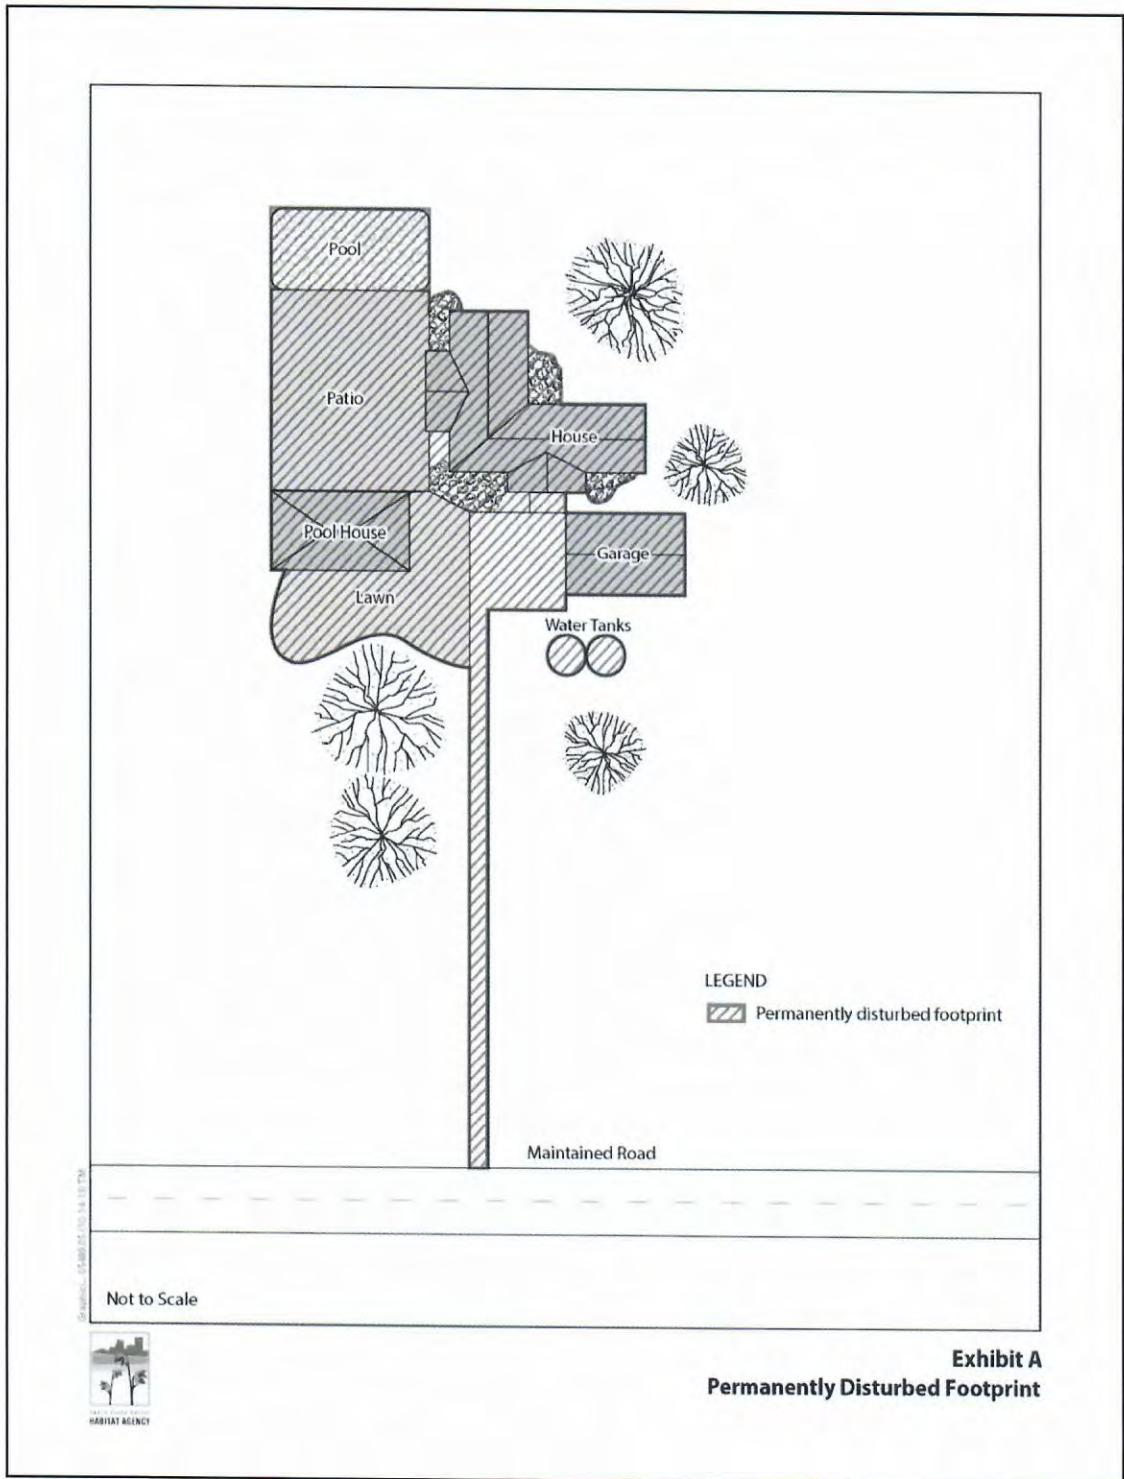 Pool
Patio
House
Pool House
Garage
Lawn
Water Tanks
LEGEND
Permanently disturbed footprint
Maintained Road
Not to Scale
Exhibit A
Permanently Disturbed Footprint
HABITAT AGENCY